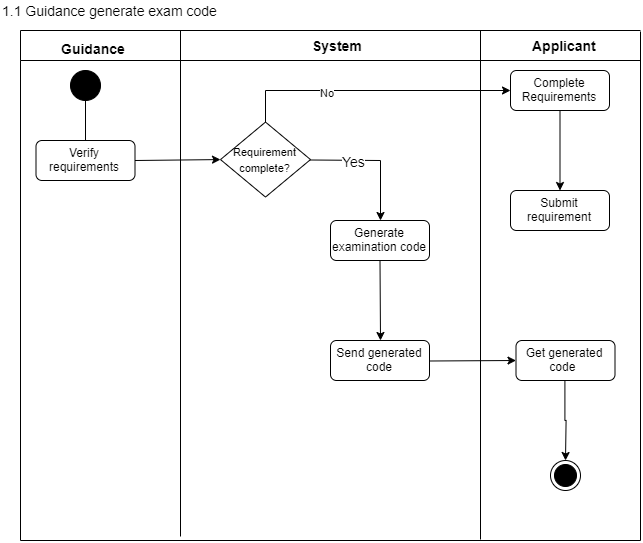 1.1 Guidance generate exam code
Guidance
System
Applicant
Complete
Requirements
No
Verify
requirements
Requirement
complete?
Yes
Submit
requirement
Generate
examination code
Send generated
code
Get generated
code